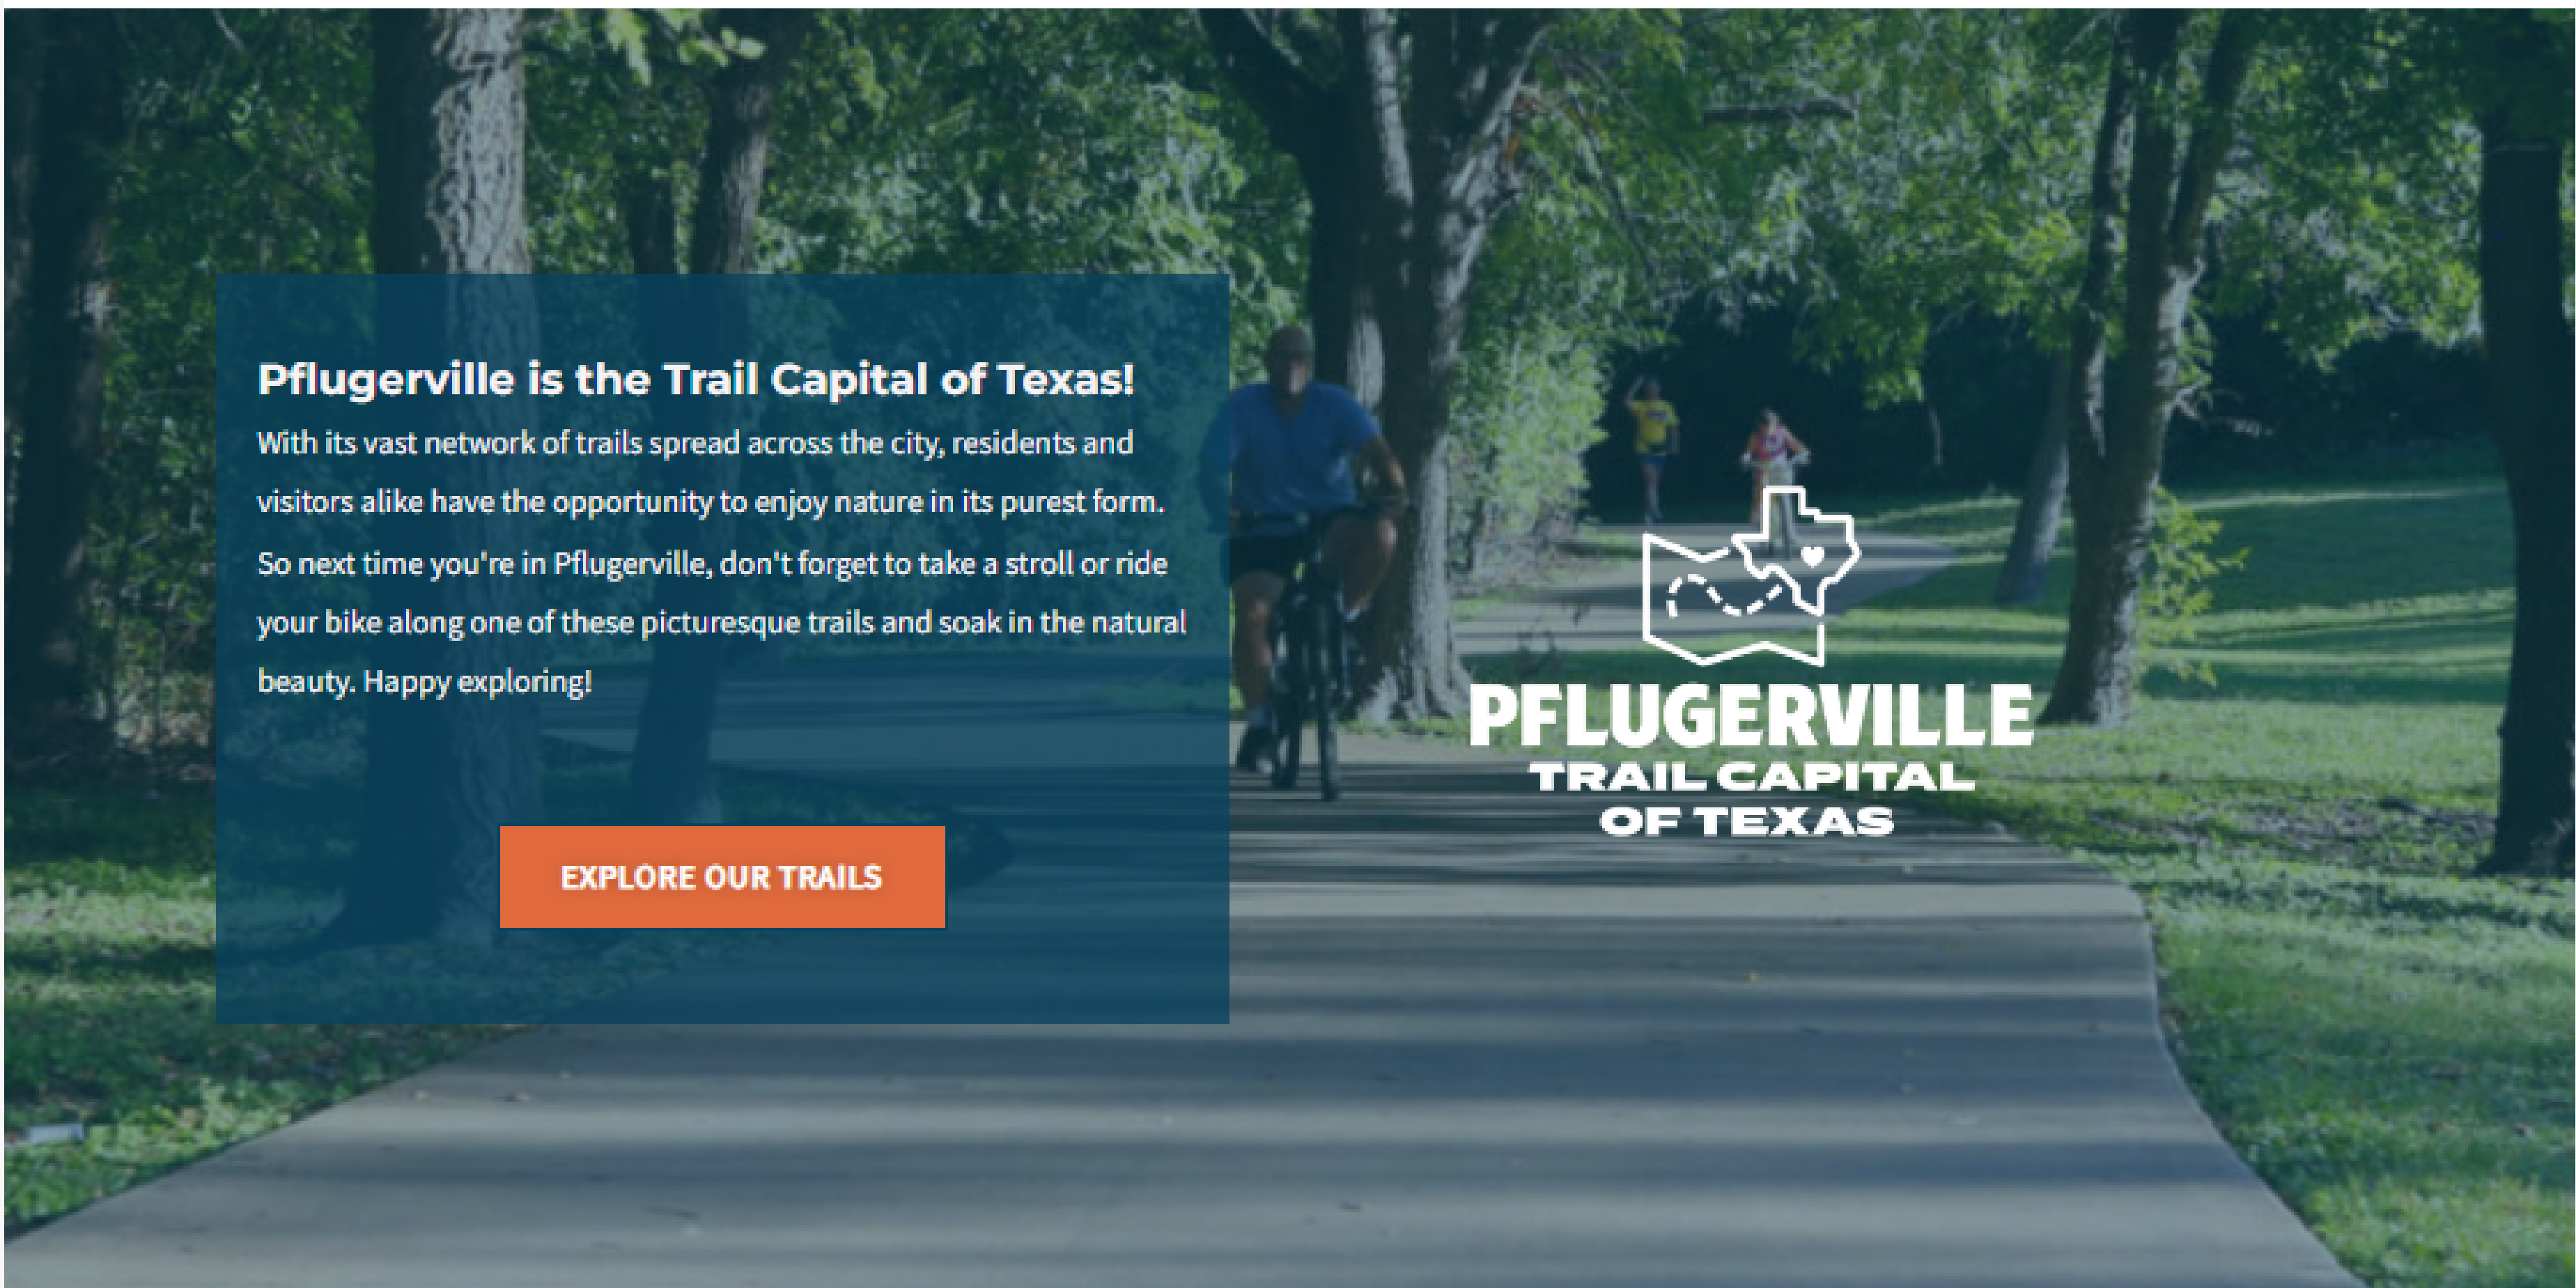 Pflugerville is the Trail Capital of Texas!
With its vast network of trails spread across the city, residents and
visitors alike have the opportunity to enjoy nature in its purest form.
So next time you're in Pflugerville, don't forget to take a stroll or ride
your bike along one of these picturesque trails and soak in the natural
beauty. Happy exploring!
EXPLORE OUR TRAILS
PFLUGERVILLE
TRAIL CAPITAL
OF TEXAS